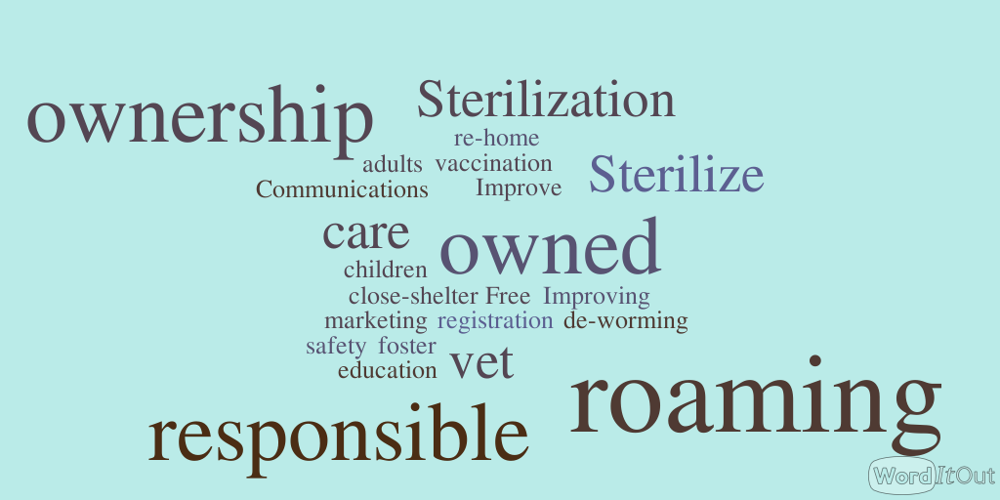 ownership Sterilization
re-home
adults vaccination Sterilize
Communications Improve
care owned
children
close-shelter Free Improving
marketing registration de-worming
safety foster vet
education
responsible roaming
WordItOut